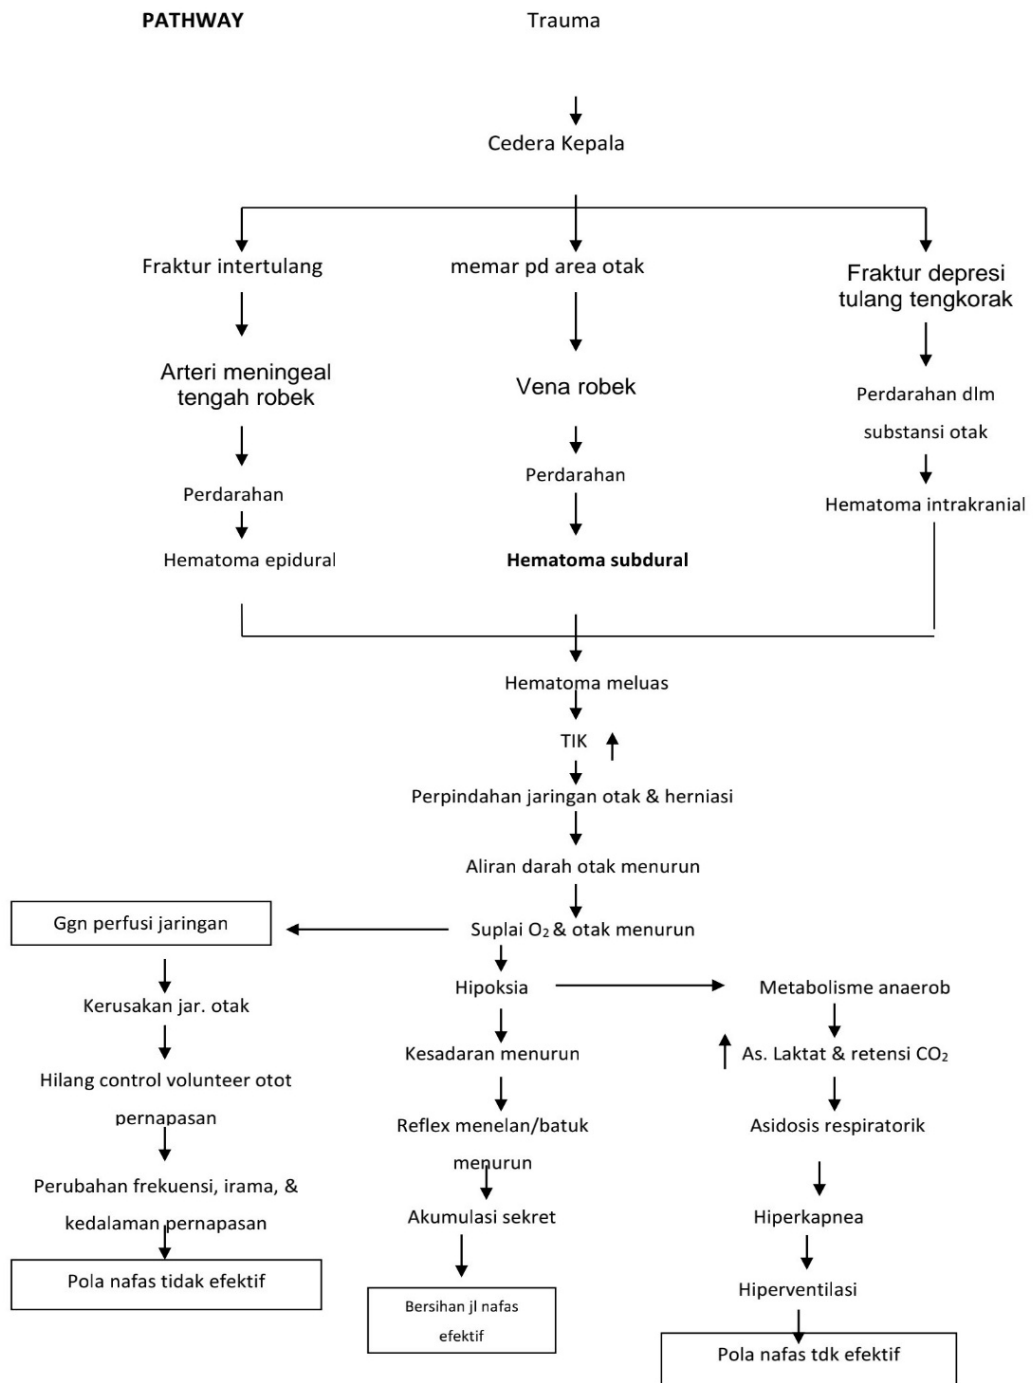 PATHWAY
Trauma
Cedera Kepala
Fraktur intertulang
memar pd area otak
Fraktur depresi
tulang tengkorak
Arteri meningeal
tengah robek
Vena robek
Perdarahan dlm
substansi otak
Perdarahan
Perdarahan
Hematoma intrakranial
Hematoma epidural
Hematoma subdural
Hematoma meluas
TIK
Perpindahan jaringan otak & herniasi
Aliran darah otak menurun
Ggn perfusi jaringan
Suplai O₂ & otak menurun
Kerusakan jar. otak
Hipoksia
Metabolisme anaerob
Kesadaran menurun
As. Laktat & retensi CO₂
Hilang control volunteer otot
pernapasan
Reflex menelan/batuk
menurun
Asidosis respiratorik
Perubahan frekuensi, irama, &
kedalaman pernapasan
Akumulasi sekret
Hiperkapnea
Pola nafas tidak efektif
Bersihan jl nafas
efektif
Hiperventilasi
Pola nafas tdk efektif